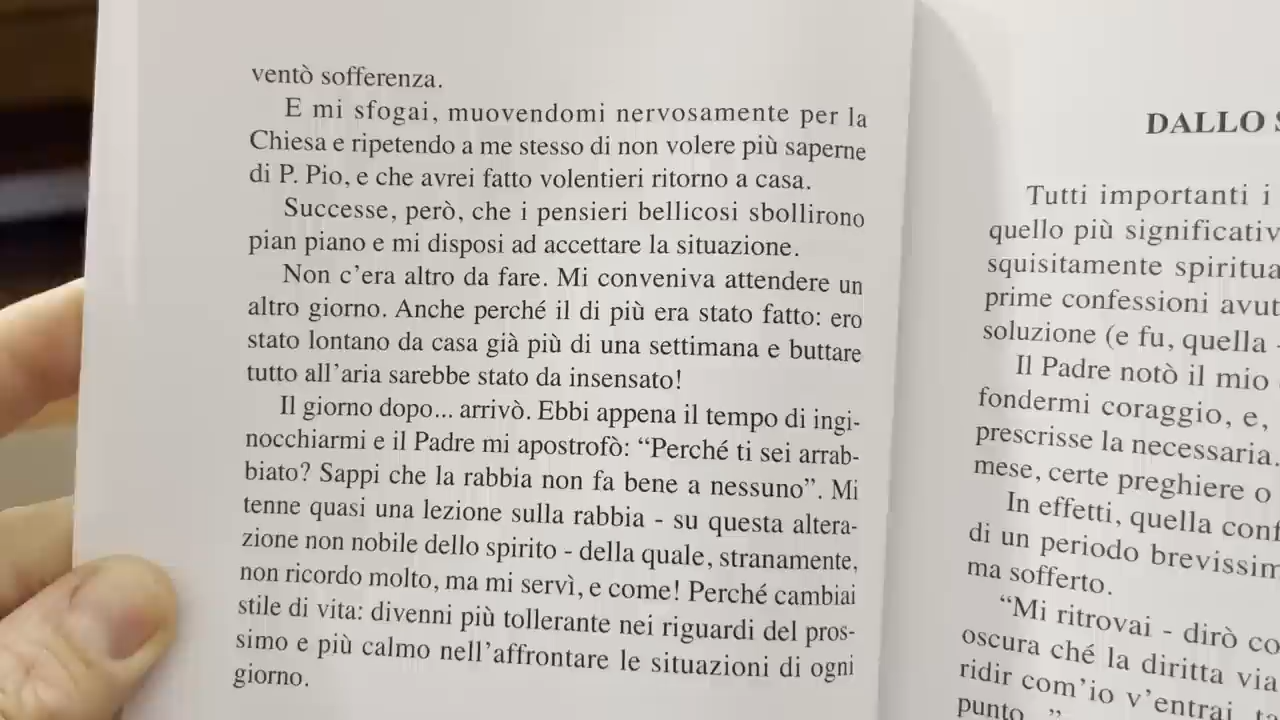 ventò sofferenza.
E mi sfogai, muovendomi nervosamente per la
Chiesa e ripetendo a me stesso di non volere più saperne
di P. Pio, e che avrei fatto volentieri ritorno a casa.
Successe, però, che i pensieri bellicosi sbollirono
pian piano e mi disposi ad accettare la situazione.
Non c'era altro da fare. Mi conveniva attendere un
altro giorno. Anche perché il di più era stato fatto: ero
stato lontano da casa già più di una settimana e buttare
tutto all'aria sarebbe stato da insensato!
Il giorno dopo... arrivò. Ebbi appena il tempo di ingi-
nocchiarmi e il Padre mi apostrofò: “Perché ti sei arrab-
biato? Sappi che la rabbia non fa bene a nessuno”. Mi
tenne quasi una lezione sulla rabbia - su questa altera-
zione non nobile dello spirito - della quale, stranamente,
non ricordo molto, ma mi servì, e come! Perché cambiai
stile di vita: divenni più tollerante nei riguardi del pros-
simo e più calmo nell'affrontare le situazioni di ogni
giorno.
DALLO
Tutti importanti i
quello più significativ
squisitamente spiritua
prime confessioni avut
soluzione (e fu, quella -
Il Padre notò il mio
fondermi coraggio, e,
prescrisse la necessaria.
mese, certe preghiere o
In effetti, quella conf
di un periodo brevissim
ma sofferto.
“Mi ritrovai - dirò co
oscura ché la diritta via
ridir com'io v'entrai, t
punto...”